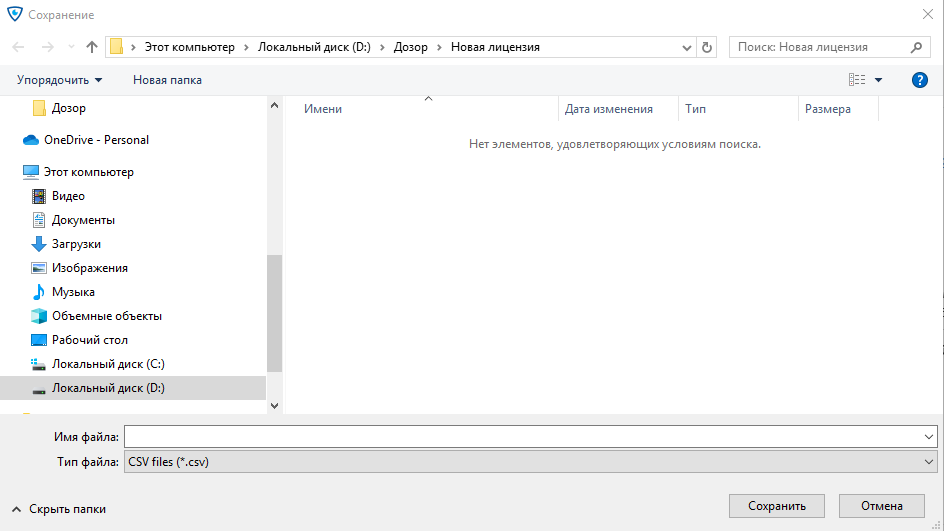 Сохранение
Этот компьютер > Локальный диск (D:) > Дозор > Новая лицензия
Поиск: Новая лицензия
Упорядочить
Новая папка
?
Дозор
OneDrive - Personal
Этот компьютер
Видео
Документы
Загрузки
Изображения
Музыка
Объемные объекты
Рабочий стол
Локальный диск (C:)
Локальный диск (D:)
Имени Дата изменения Тип Размера
Нет элементов, удовлетворяющих условиям поиска.
Имя файла:
Тип файла: CSV files (*.csv)
Скрыть папки
Сохранить
Отмена